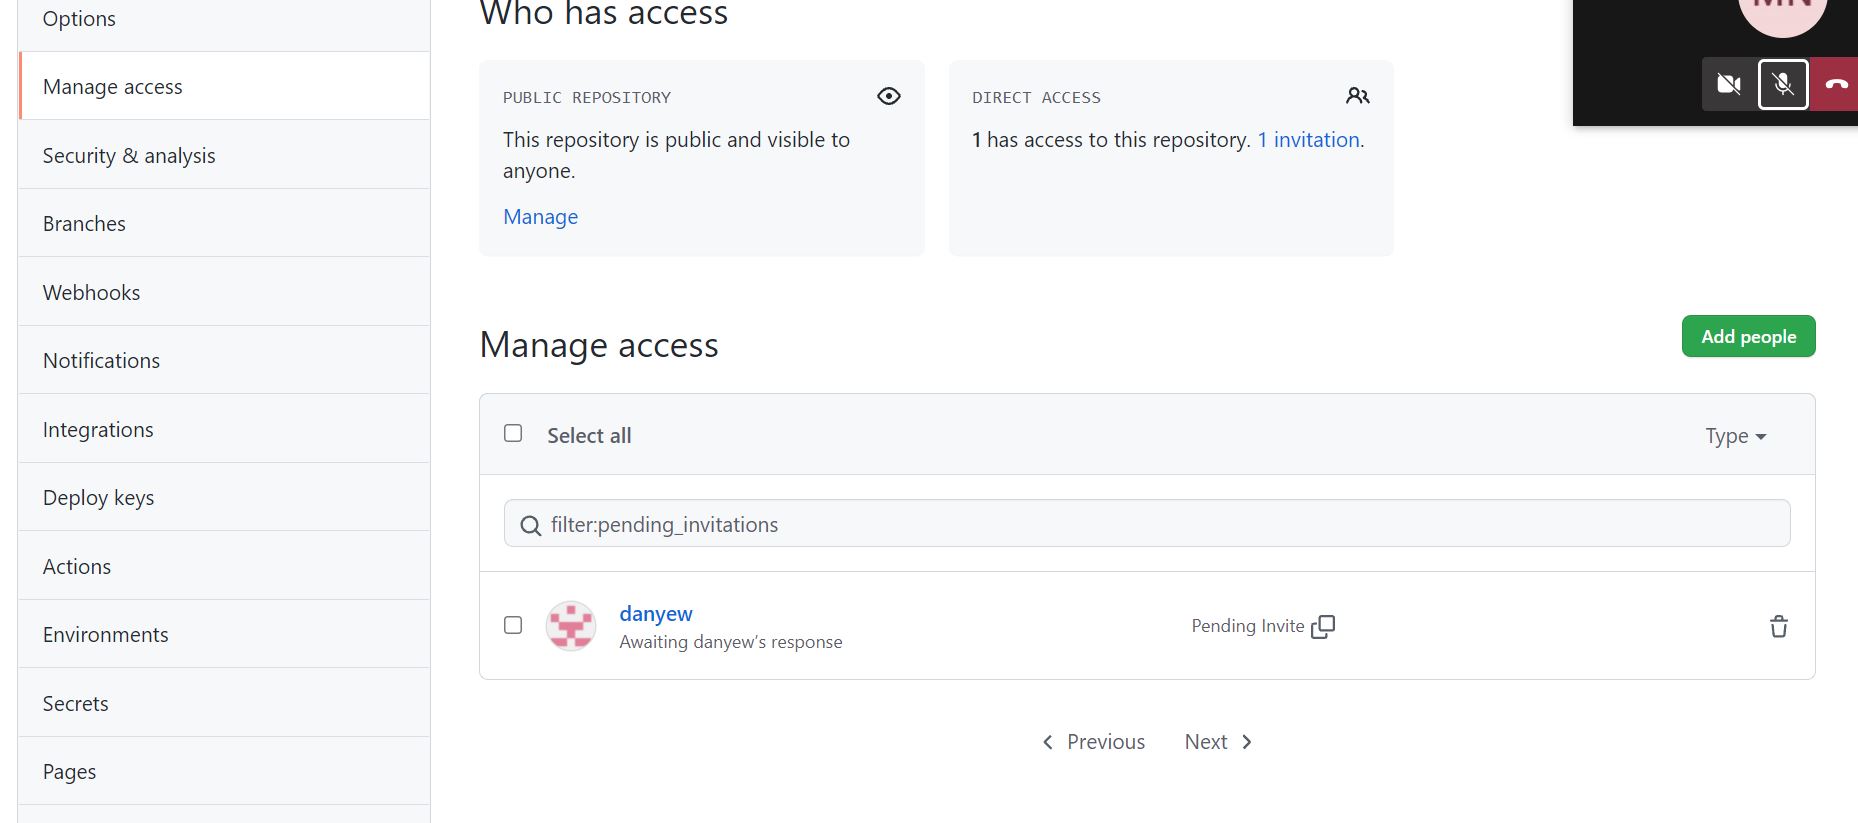 Options
Manage access
Security & analysis
Branches
Webhooks
Notifications
Integrations
Deploy keys
Actions
Environments
Secrets
Pages
Who has access
PUBLIC REPOSITORY
This repository is public and visible to
anyone.
Manage
DIRECT ACCESS
1 has access to this repository. 1 invitation.
Manage access
Add people
Select all
Type
filter:pending_invitations
danyew
Awaiting danyew's response
Pending Invite
Previous
Next
MN